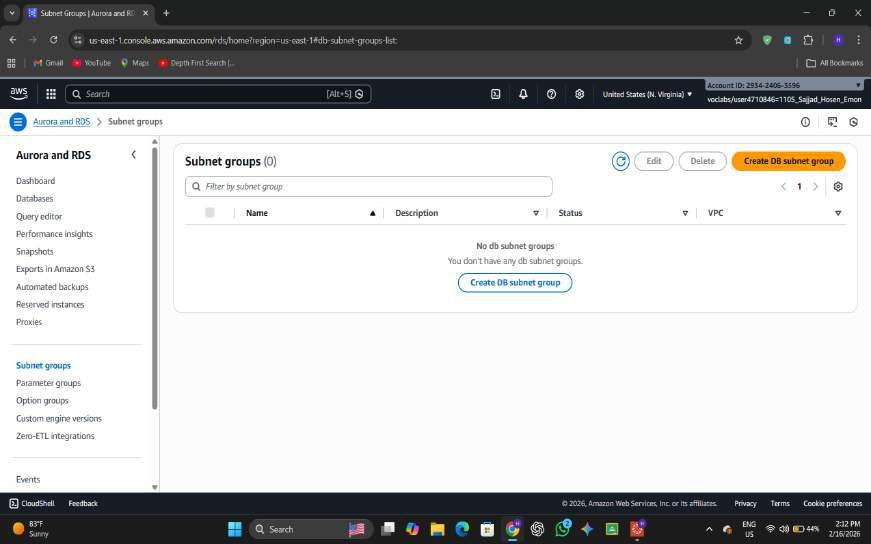 Subnet Groups | Aurora and RD
us-east-1.console.aws.amazon.com/rds/home?region=us-east-1#db-subnet-groups-list:
Gmail YouTube Maps Depth First Search (... All Bookmarks
aws Search [Alt+S] United States (N. Virginia) Account ID: 2934-2406-3596
voclabs/user4710846=1105_Sajjad_Hosen_Emon
Aurora and RDS > Subnet groups
Aurora and RDS
Dashboard
Databases
Query editor
Performance insights
Snapshots
Exports in Amazon S3
Automated backups
Reserved instances
Proxies
Subnet groups
Parameter groups
Option groups
Custom engine versions
Zero-ETL integrations
Events
Subnet groups (0) Edit Delete Create DB subnet group
Filter by subnet group 1
Name Description Status VPC
No db subnet groups
You don't have any db subnet groups.
Create DB subnet group
CloudShell Feedback © 2026, Amazon Web Services, Inc. or its affiliates. Privacy Terms Cookie preferences
83°F
Sunny
Search
44%
ENG
US
2:12 PM
2/16/2026